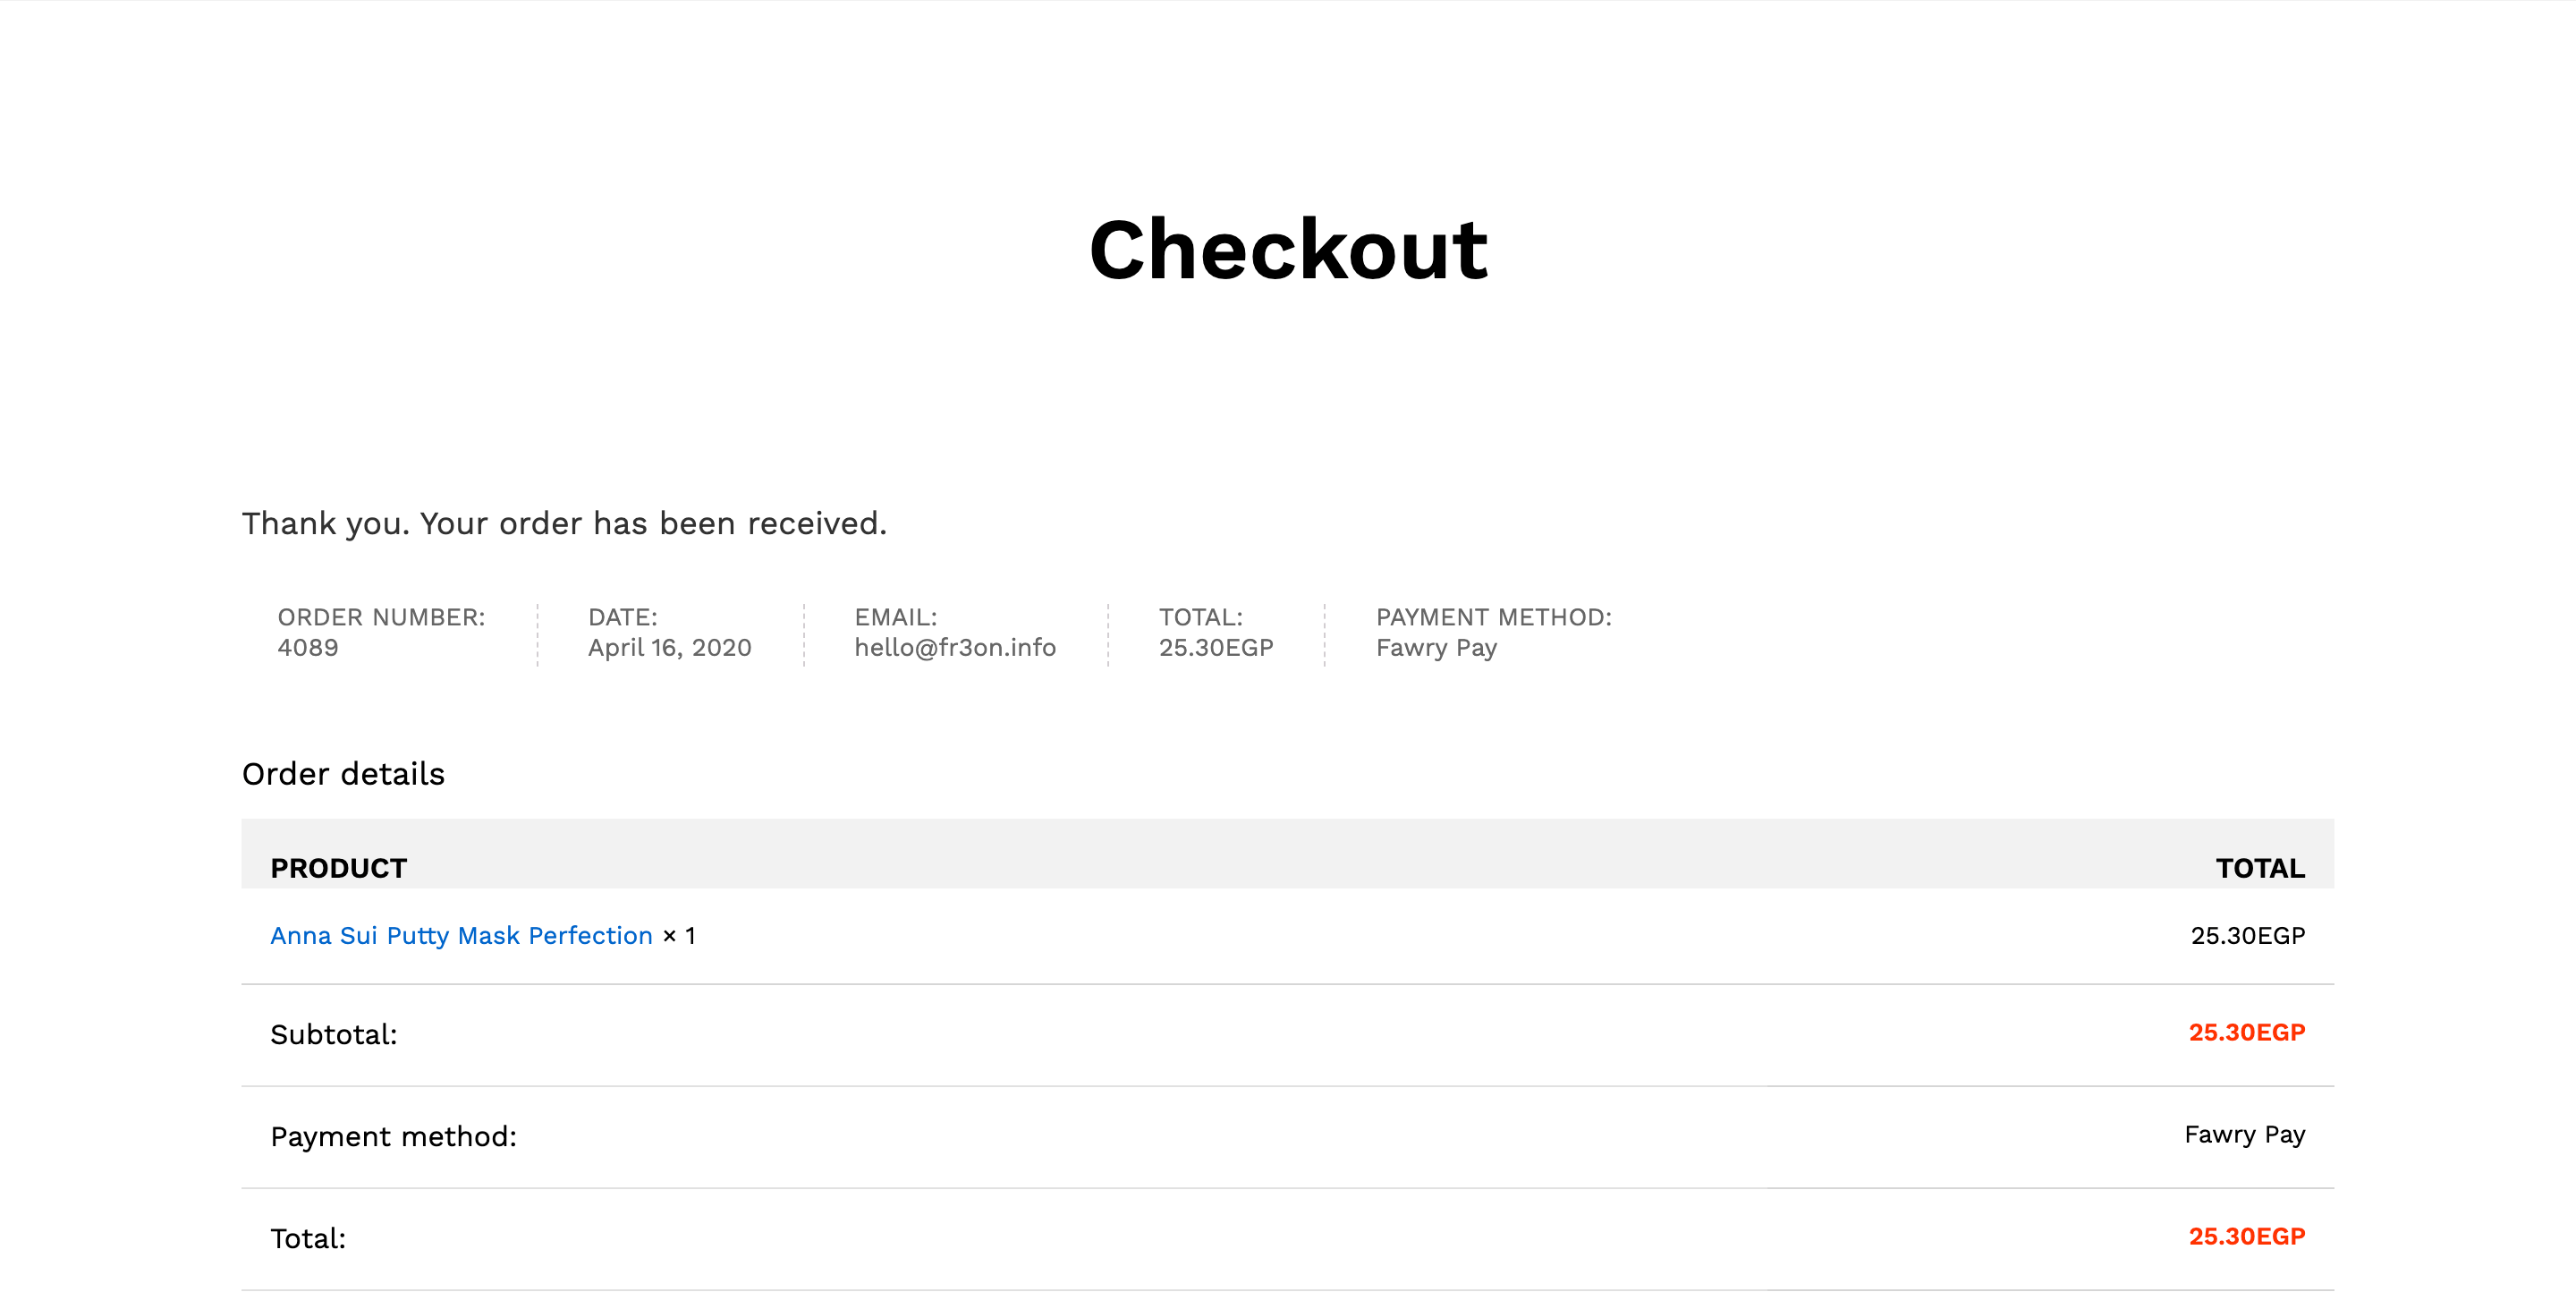 Checkout
Thank you. Your order has been received.
ORDER NUMBER:
4089
DATE:
April 16, 2020
EMAIL:
hello@fr3on.info
TOTAL:
25.30EGP
PAYMENT METHOD:
Fawry Pay
Order details
PRODUCT TOTAL
Anna Sui Putty Mask Perfection × 1 25.30EGP
Subtotal: 25.30EGP
Payment method: Fawry Pay
Total: 25.30EGP